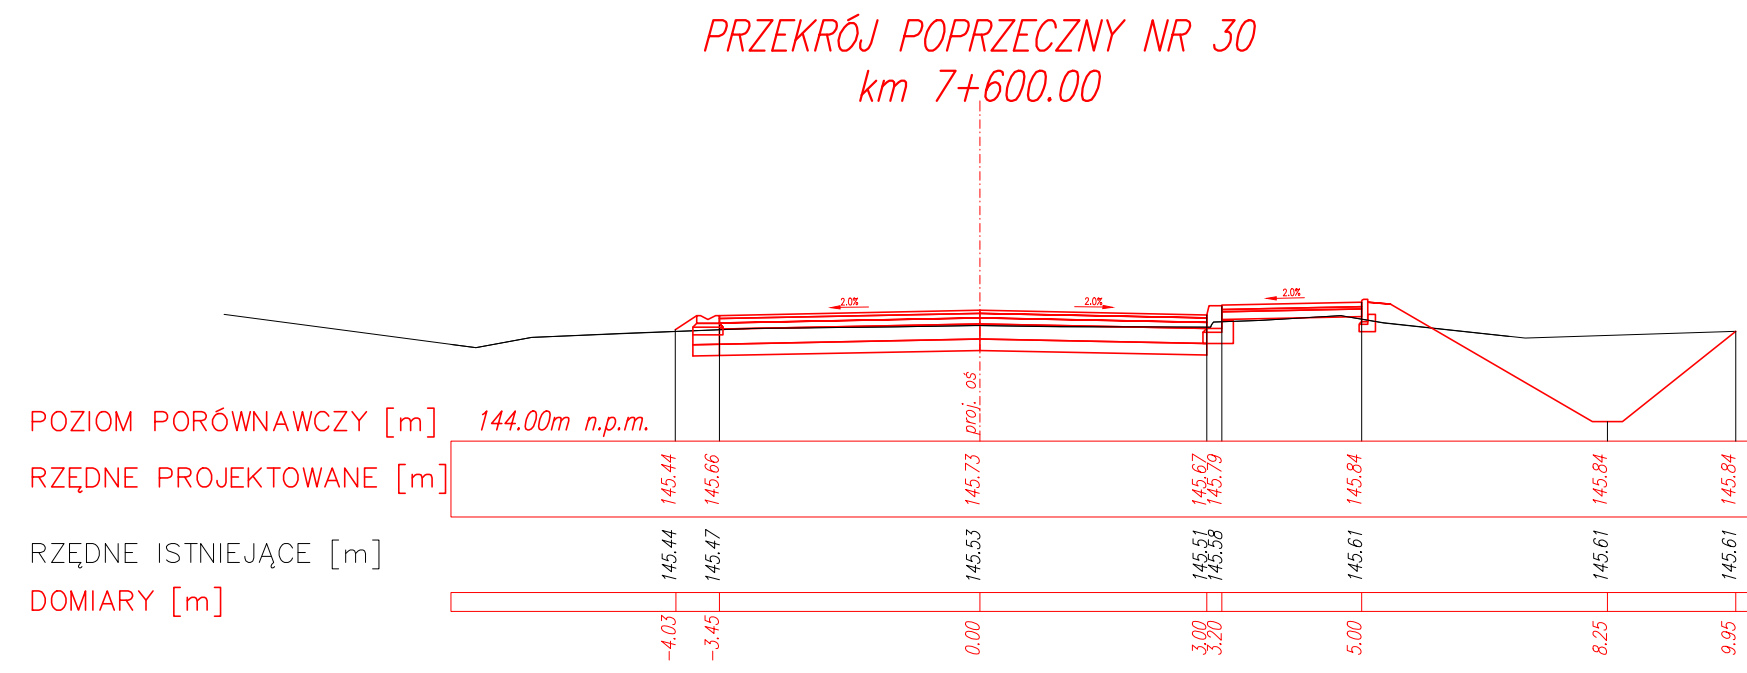 PRZEKRÓJ POPRZECZNY NR 30
km 7+600.00
2.0% 2.0% 2.0%
proj. oś
POZIOM PORÓWNAWCZY [m] 144.00m n.p.m.
RZĘDNE PROJEKTOWANE [m] 145.44 145.66 145.73 145.67 145.79 145.84 145.84 145.84
RZĘDNE ISTNIEJĄCE [m] 145.44 145.47 145.53 145.51 145.58 145.61 145.61 145.61
DOMIARY [m]
-4.03 -3.45 0.00 3.00 3.20 5.00 8.25 9.95